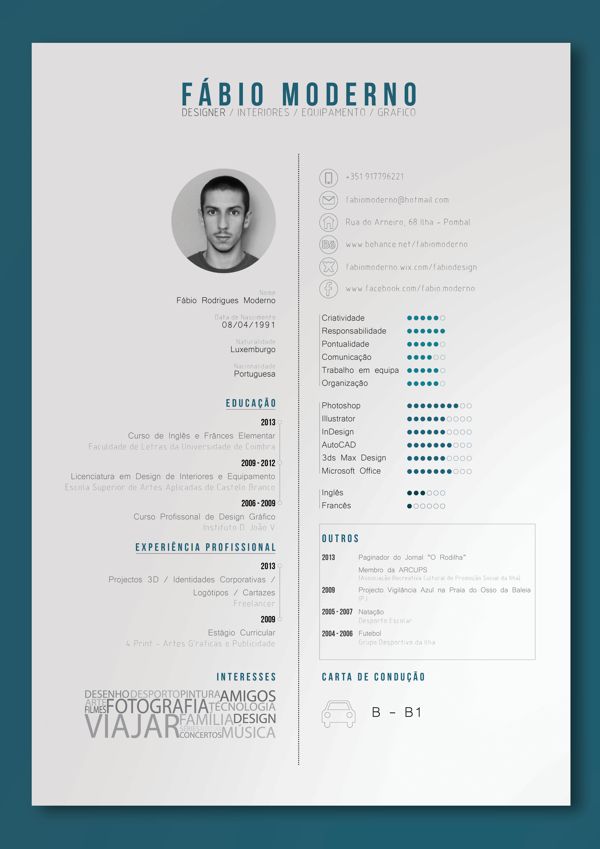 FÁBIO MODERNO
DESIGNER / INTERIORES / EQUIPAMENTO / GRÁFICO
Nome
Fábio Rodrigues Moderno
Data de Nascimento
08/04/1991
Naturalidade
Luxemburgo
Nacionalidade
Portuguesa
EDUCAÇÃO
2013
Curso de Inglês e Frânces Elementar
Faculdade de Letras da Universidade de Coimbra
2009-2012
Licenciatura em Design de Interiores e Equipamento
Escola Superior de Artes Aplicadas de Castelo Branco
2006-2009
Curso Profissonal de Design Gráfico
Instituto D. João V
EXPERIÊNCIA PROFISSIONAL
2013
Projectos 3D / Identidades Corporativas /
Logótipos / Cartazes
Freelancer
2009
Estágio Curricular
4 Print - Artes G'raficas e Publicidade
INTERESSES
DESENHO DESPORTO PINTURA AMIGOS
ARTE FILMES FOTOGRAFIA TECNOLOGIA
VIAJAR FAMÍLIA DESIGN
CONCERTOS MÚSICA
+351 917796221
fabiomoderno@hotmail.com
Rua do Arneiro, 68 Ilha - Pombal
Bē www.behance.net/fabiomoderno
fabinmoderno.wix.com/fabiodesign
f www.facebook.com/fabio.moderno
Criatividade
Responsabilidade
Pontualidade
Comunicação
Trabalho em equipa
Organização
Photoshop
Illustrator
InDesign
AutoCAD
3ds Max Design
Microsoft Office
Inglês
Francês
OUTROS
2013 Paginador do Jornal "O Rodilha"
Membro da ARCUPS
(Associação Recreativa Cultural de Promoção Social da Ilha)
2009 Projecto Vigilância Azul na Praia do Osso da Baleia
(P.)
2005-2007 Natação
Desporto Escolar
2004-2006 Futebol
Grupo Desportivo da Ilha
CARTA DE CONDUÇÃO
B - B1